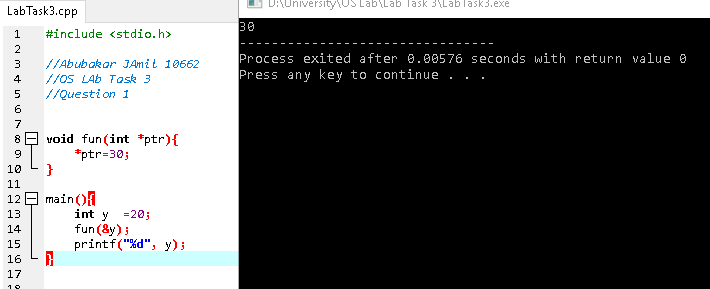 LabTask3.cpp
1 #include <stdio.h>
2
3 //Abubakar JAmil 10662
4 //OS LAb Task 3
5 //Question 1
6
7
8 void fun(int *ptr){
9 *ptr=30;
10 }
11
12 main(){
13 int y  =20;
14 fun(&y);
15 printf("%d", y);
16 }
17
18
D:\University\OS Lab\Lab Task 3\LabTask3.exe
30
--------------------------------
Process exited after 0.00576 seconds with return value 0
Press any key to continue . . .